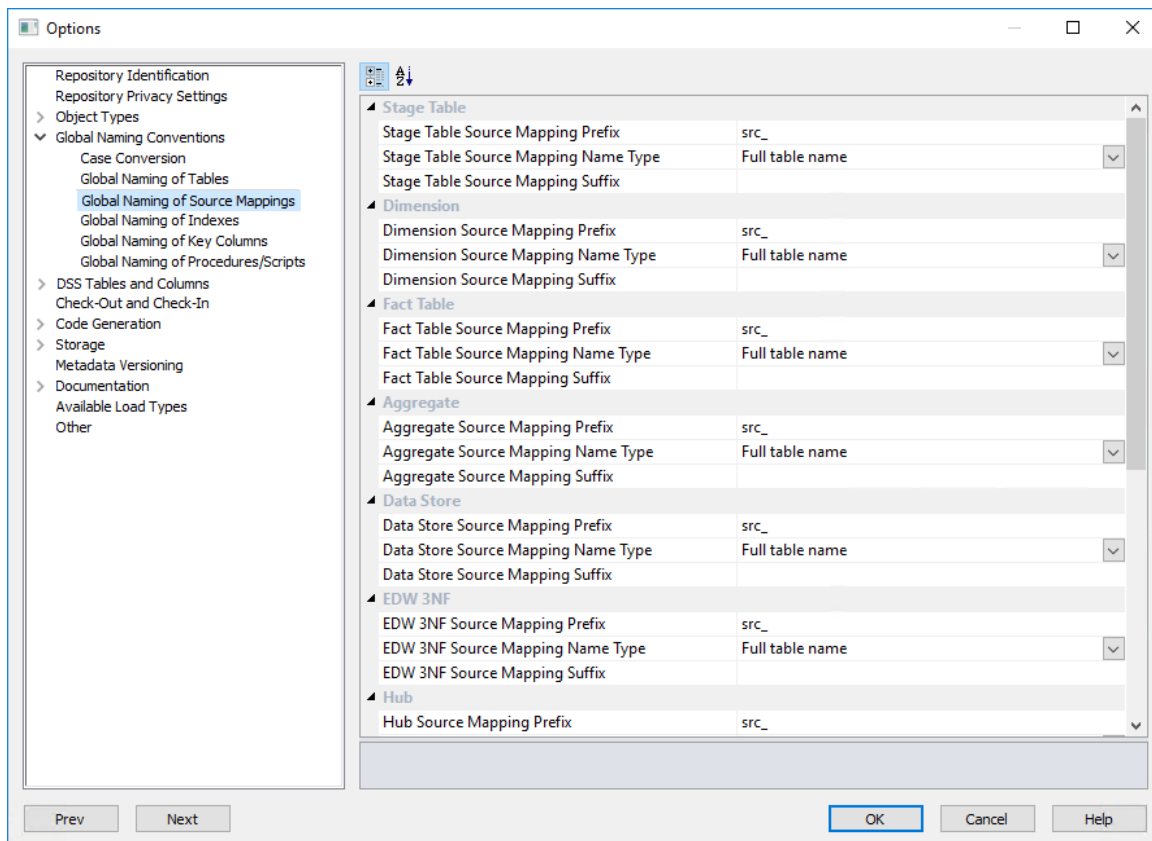 Options
Repository Identification
Repository Privacy Settings
Object Types
Global Naming Conventions
Case Conversion
Global Naming of Tables
Global Naming of Source Mappings
Global Naming of Indexes
Global Naming of Key Columns
Global Naming of Procedures/Scripts
DSS Tables and Columns
Check-Out and Check-In
Code Generation
Storage
Metadata Versioning
Documentation
Available Load Types
Other
Stage Table
Stage Table Source Mapping Prefix src_
Stage Table Source Mapping Name Type Full table name
Stage Table Source Mapping Suffix
Dimension
Dimension Source Mapping Prefix src_
Dimension Source Mapping Name Type Full table name
Dimension Source Mapping Suffix
Fact Table
Fact Table Source Mapping Prefix src_
Fact Table Source Mapping Name Type Full table name
Fact Table Source Mapping Suffix
Aggregate
Aggregate Source Mapping Prefix src_
Aggregate Source Mapping Name Type Full table name
Aggregate Source Mapping Suffix
Data Store
Data Store Source Mapping Prefix src_
Data Store Source Mapping Name Type Full table name
Data Store Source Mapping Suffix
EDW 3NF
EDW 3NF Source Mapping Prefix src_
EDW 3NF Source Mapping Name Type Full table name
EDW 3NF Source Mapping Suffix
Hub
Hub Source Mapping Prefix src_
Prev Next OK Cancel Help